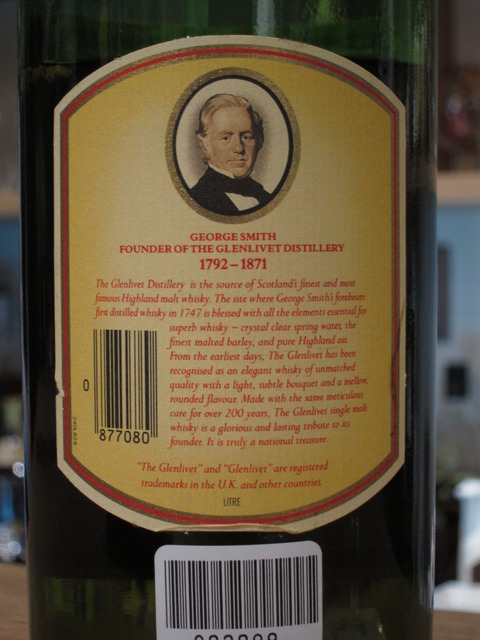 GEORGE SMITH
FOUNDER OF THE GLENLIVET DISTILLERY
1792–1871
The Glenlivet Distillery is the source of Scotland's finest and most
famous Highland malt whisky. The site where George Smith's forebears
first distilled whisky in 1747 is blessed with all the elements essential for
superb whisky – crystal clear spring water, the
finest malted barley, and pure Highland air.
From the earliest days, The Glenlivet has been
recognised as an elegant whisky of unmatched
quality with a light, subtle bouquet and a mellow,
rounded flavour. Made with the same meticulous
care for over 200 years, The Glenlivet single malt
whisky is a glorious and lasting tribute to its
founder. It is truly a national treasure.
0
877080
"The Glenlivet" and "Glenlivet" are registered
trademarks in the U.K. and other countries.
LITRE